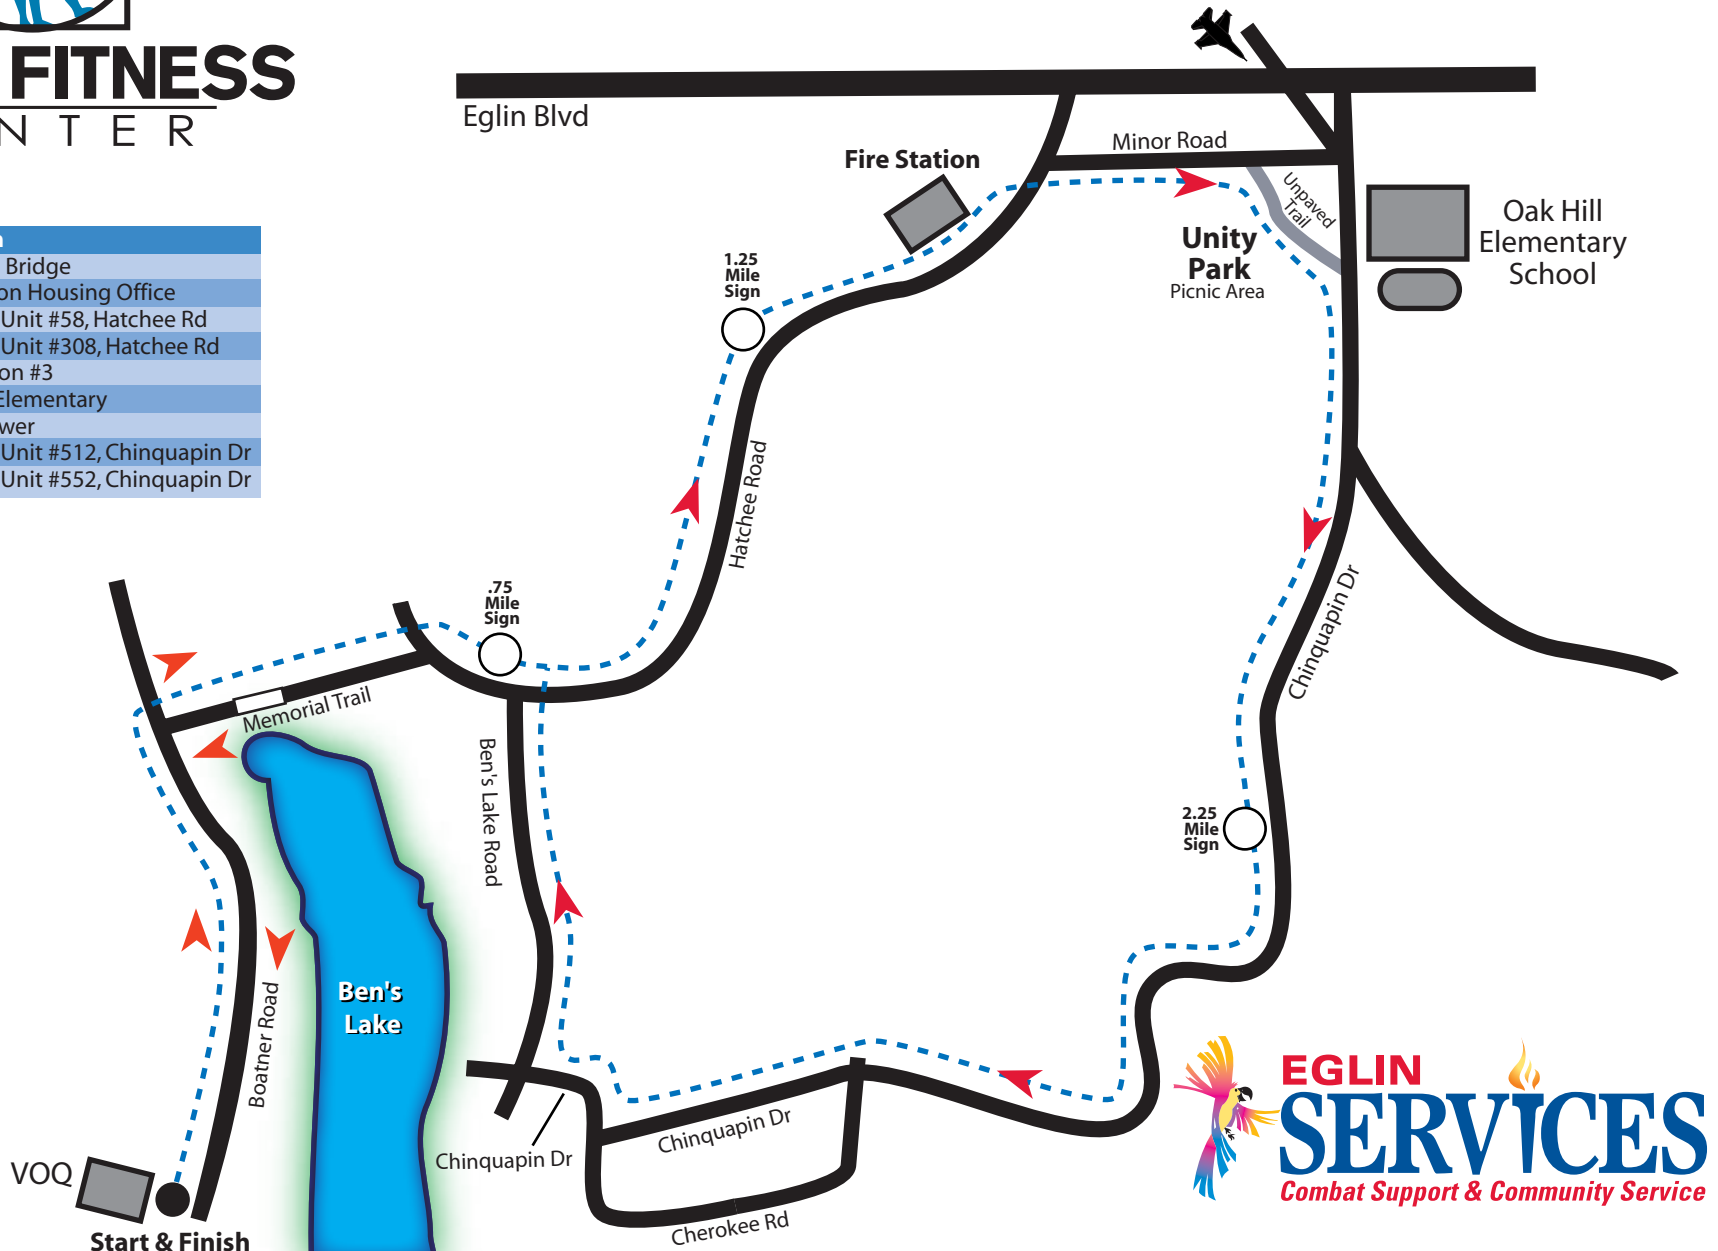 FITNESS
NTER
Bridge
on Housing Office
Unit #58, Hatchee Rd
Unit #308, Hatchee Rd
on #3
Elementary
wer
Unit #512, Chinquapin Dr
Unit #552, Chinquapin Dr
Eglin Blvd
Minor Road
Fire Station
Unpaved
Trail
Oak Hill
Elementary
School
Unity
Park
Picnic Area
1.25
Mile
Sign
Hatchee Road
.75
Mile
Sign
Chinquapin Dr
Memorial Trail
Ben's Lake Road
2.25
Mile
Sign
Ben's
Lake
Boatner Road
Chinquapin Dr
Chinquapin Dr
Cherokee Rd
VOQ
Start & Finish
EGLIN
SERVICES
Combat Support & Community Service